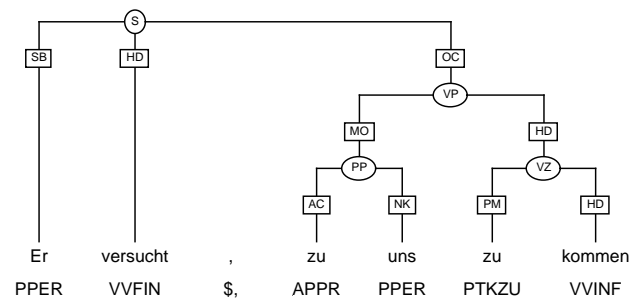 S
SB HD OC
VP
MO HD
PP VZ
AC NK PM HD
Er versucht , zu uns zu kommen
PPER VVFIN $, APPR PPER PTKZU VVINF